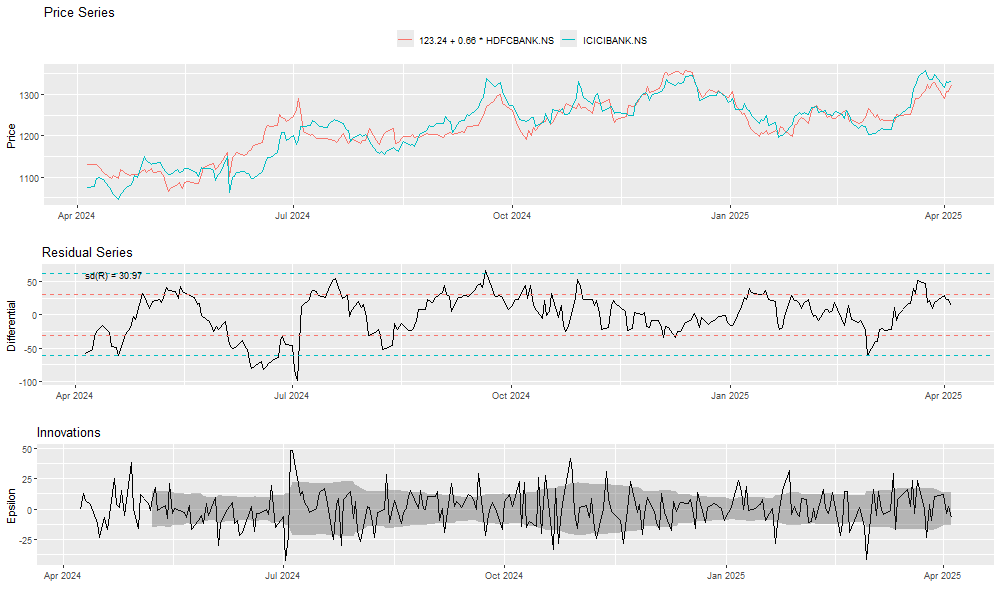 Price Series
123.24 + 0.66 * HDFCBANK.NS ICICIBANK.NS
Price
1300
1200
1100
Apr 2024 Jul 2024 Oct 2024 Jan 2025 Apr 2025
Residual Series
sd(R) = 30.97
Differential
50
0
-50
-100
Apr 2024 Jul 2024 Oct 2024 Jan 2025 Apr 2025
Innovations
Epsilon
50
25
0
-25
Apr 2024 Jul 2024 Oct 2024 Jan 2025 Apr 2025